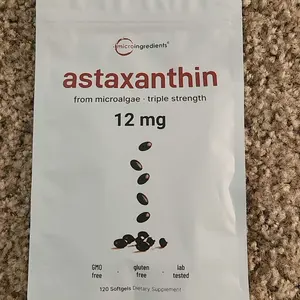 microingredients
astaxanthin
from microalgae · triple strength
12 mg
GMO free · gluten free · lab tested
120 Softgels Dietary Supplement